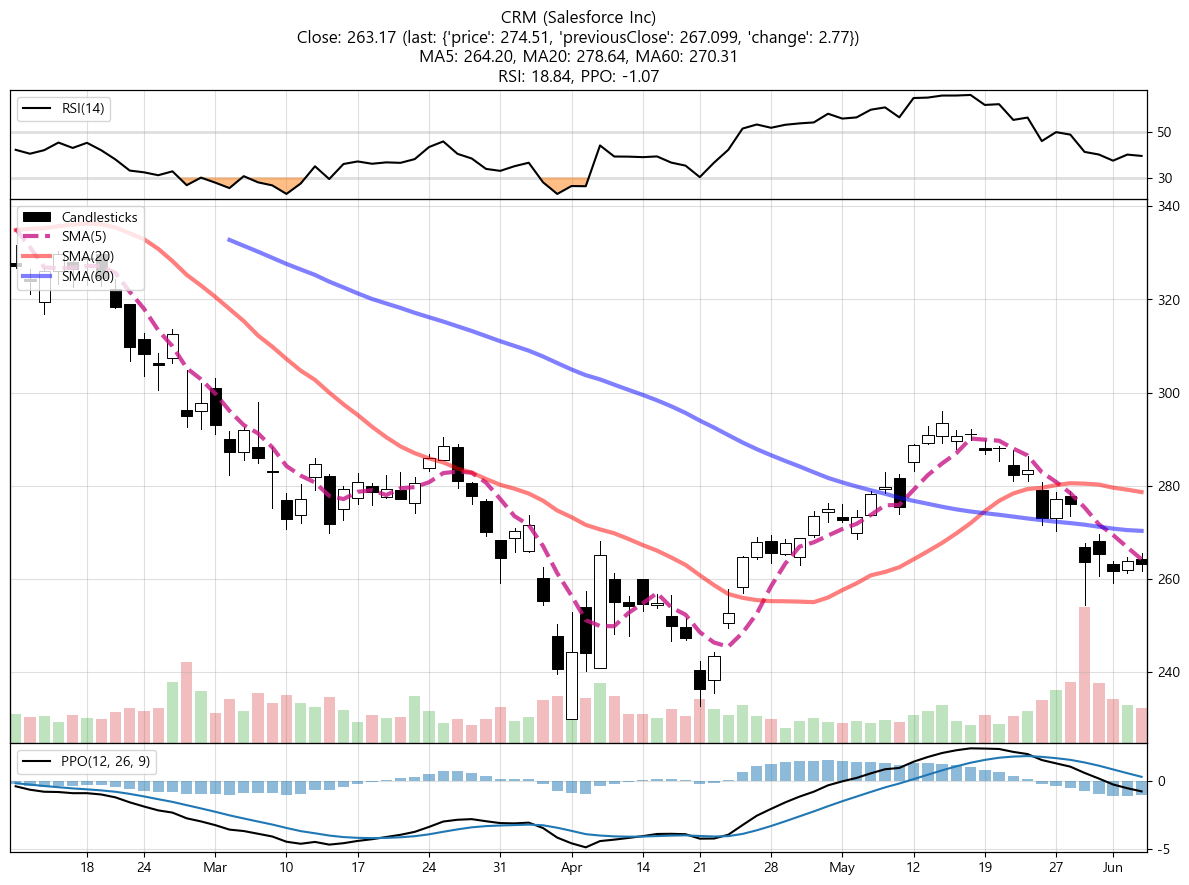 CRM (Salesforce Inc)
Close: 263.17 (last: {'price': 274.51, 'previousClose': 267.099, 'change': 2.77})
MA5: 264.20, MA20: 278.64, MA60: 270.31
RSI: 18.84, PPO: -1.07
RSI(14)
50
30
Candlesticks
SMA(5)
SMA(20)
SMA(60)
340
320
300
280
260
240
PPO(12, 26, 9)
0
-5
18 24 Mar 10 17 24 31 Apr 14 21 28 May 12 19 27 Jun